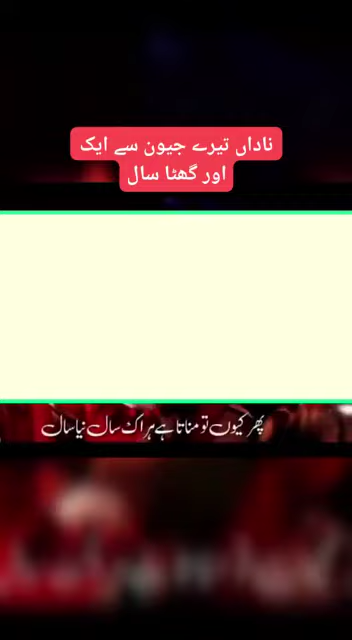 ناداں تیرے جیون سے ایک
اور گھٹا سال
پھر کیوں تو مناتا ہے ہر اک سال نیا سال